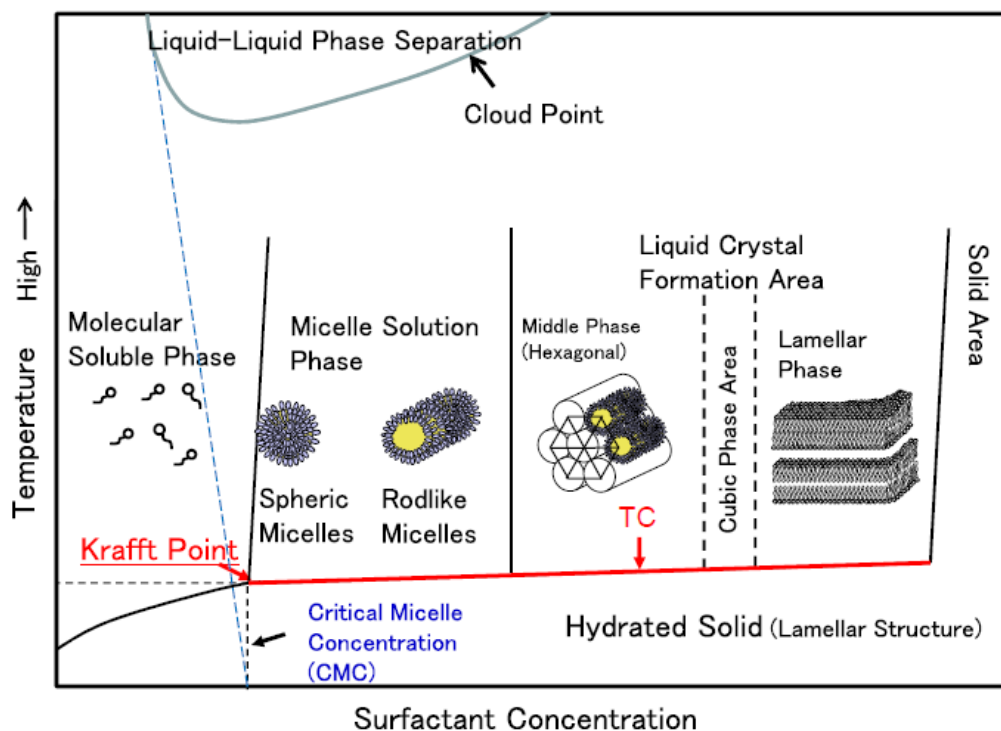 Liquid-Liquid Phase Separation
Cloud Point
Temperature High →
Molecular
Soluble Phase
Micelle Solution
Phase
Spheric
Micelles
Rodlike
Micelles
Liquid Crystal
Formation Area
Middle Phase
(Hexagonal)
Cubic Phase Area
Lamellar
Phase
Solid Area
Krafft Point
TC
Critical Micelle
Concentration
(CMC)
Hydrated Solid (Lamellar Structure)
Surfactant Concentration